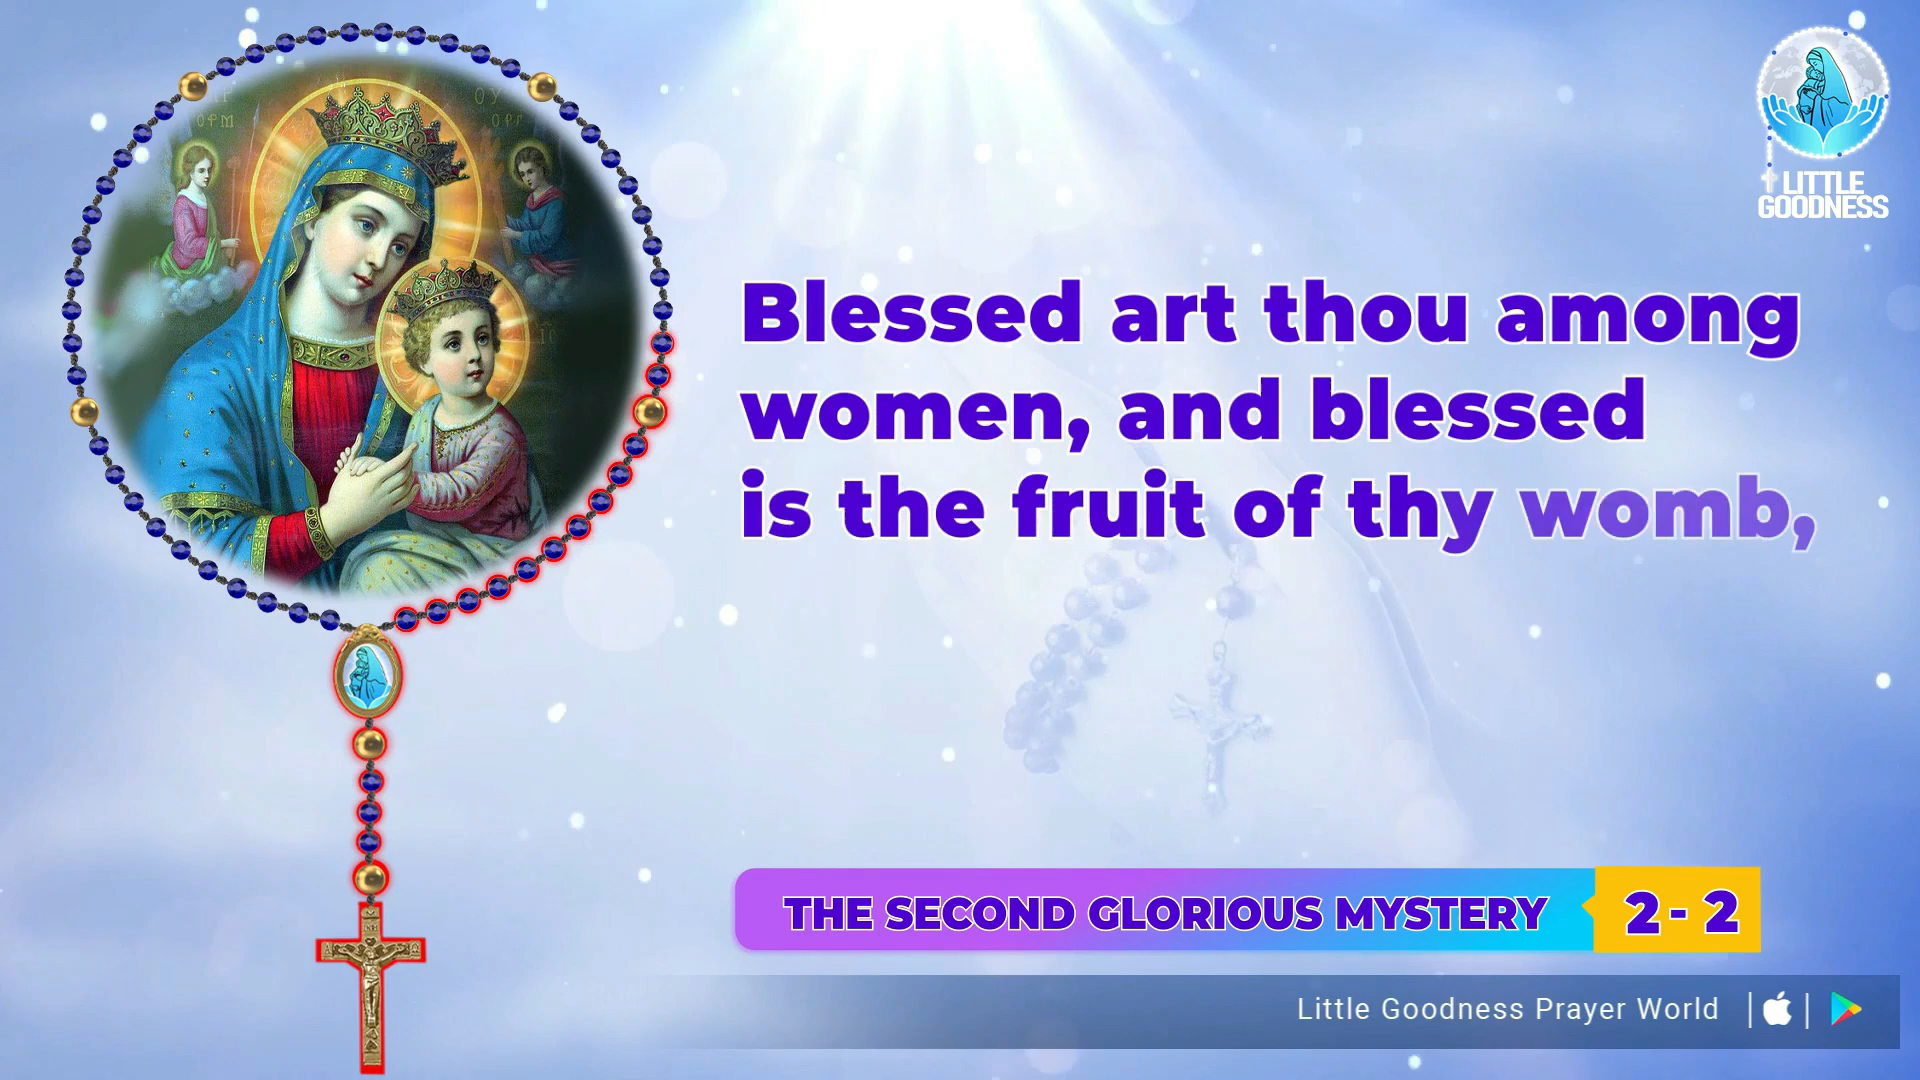 LITTLE
GOODNESS
Blessed art thou among
women, and blessed
is the fruit of thy womb,
THE SECOND GLORIOUS MYSTERY
2 - 2
Little Goodness Prayer World